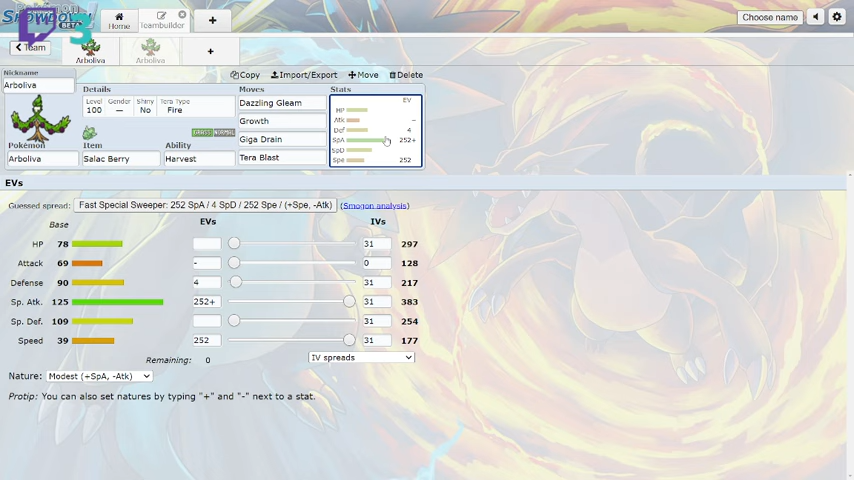 Showdown
BETA
3
Home
Teambuilder
+
Choose name
Team
Arboliva
Arboliva
+
Copy
Import/Export
Move
Delete
Nickname
Arboliva
Details
Level Gender Shiny Tera Type
100 — No Fire
Moves
Dazzling Gleam
Growth
Giga Drain
Tera Blast
Stats
EV
HP
Atk –
Def 4
SpA 252+
SpD
Spe 252
GRASS NORMAL
Pokémon
Arboliva
Item
Salac Berry
Ability
Harvest
EVs
Guessed spread: Fast Special Sweeper: 252 SpA / 4 SpD / 252 Spe / (+Spe, -Atk) (Smogon analysis)
Base EVs IVs
HP 78 31 297
Attack 69 - 0 128
Defense 90 4 31 217
Sp. Atk. 125 252+ 31 383
Sp. Def. 109 31 254
Speed 39 252 31 177
Remaining: 0 IV spreads
Nature: Modest (+SpA, -Atk)
Protip: You can also set natures by typing "+" and "-" next to a stat.